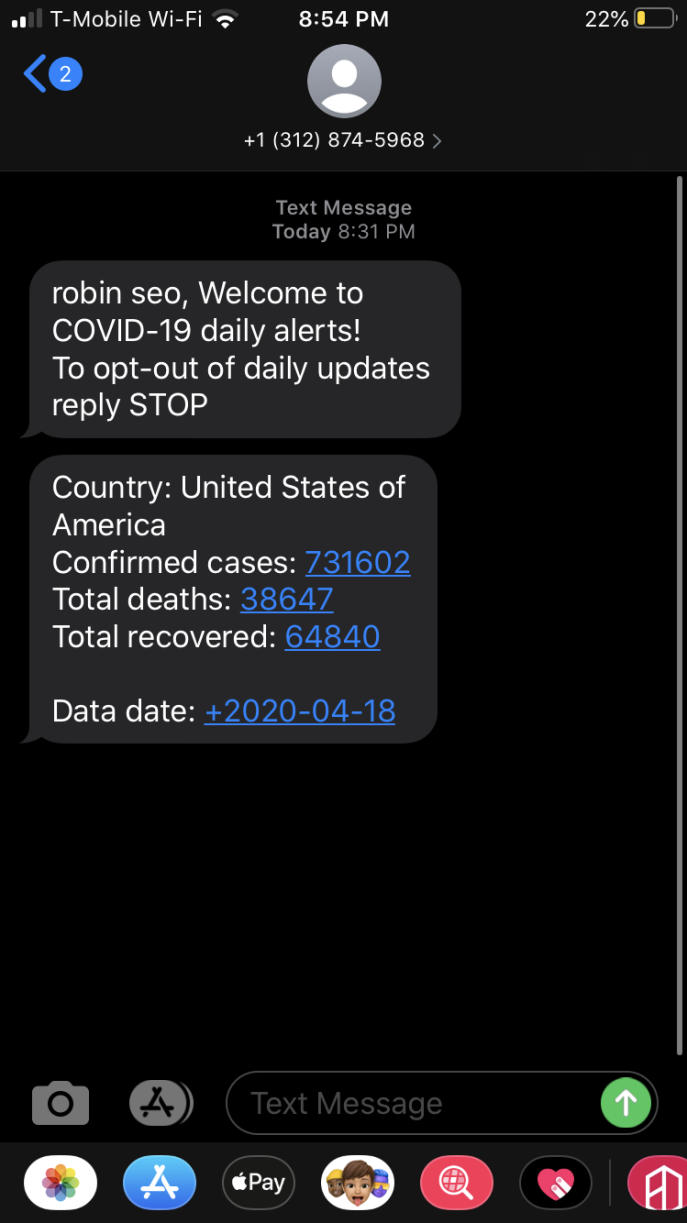 T-Mobile Wi-Fi 8:54 PM 22%
2
+1 (312) 874-5968
Text Message
Today 8:31 PM
robin seo, Welcome to
COVID-19 daily alerts!
To opt-out of daily updates
reply STOP
Country: United States of
America
Confirmed cases: 731602
Total deaths: 38647
Total recovered: 64840
Data date: +2020-04-18
Text Message
Pay